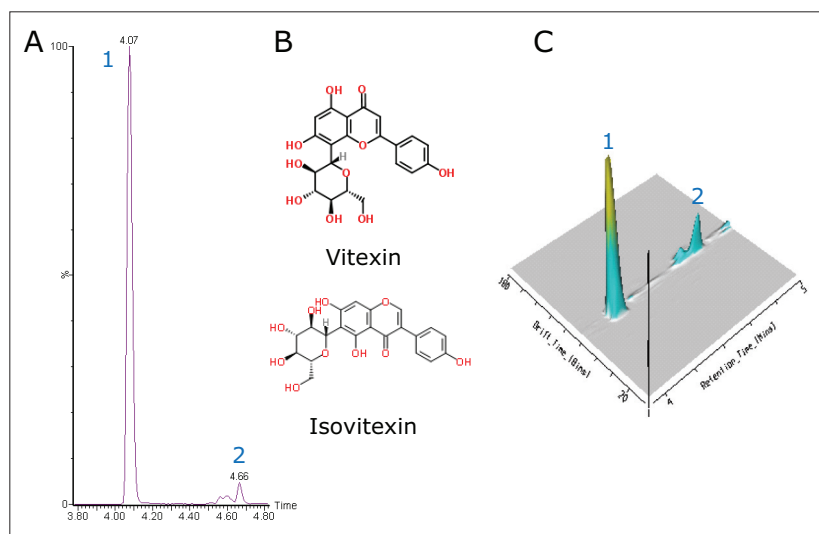 A
B
C
4.07
1
100
%
2
4.66
0
3.80
4.00
4.20
4.40
4.60
4.80
Time
OH
O
HO
O
H
HO
O
OH
HO
OH
OH
Vitexin
HO
O
OH
H
HO
O
HO
OH
OH
O
OH
HO
Isovitexin
1
2
180
Drift_Time_(Bins)
20
4
Retention_Time_(Mins)
5